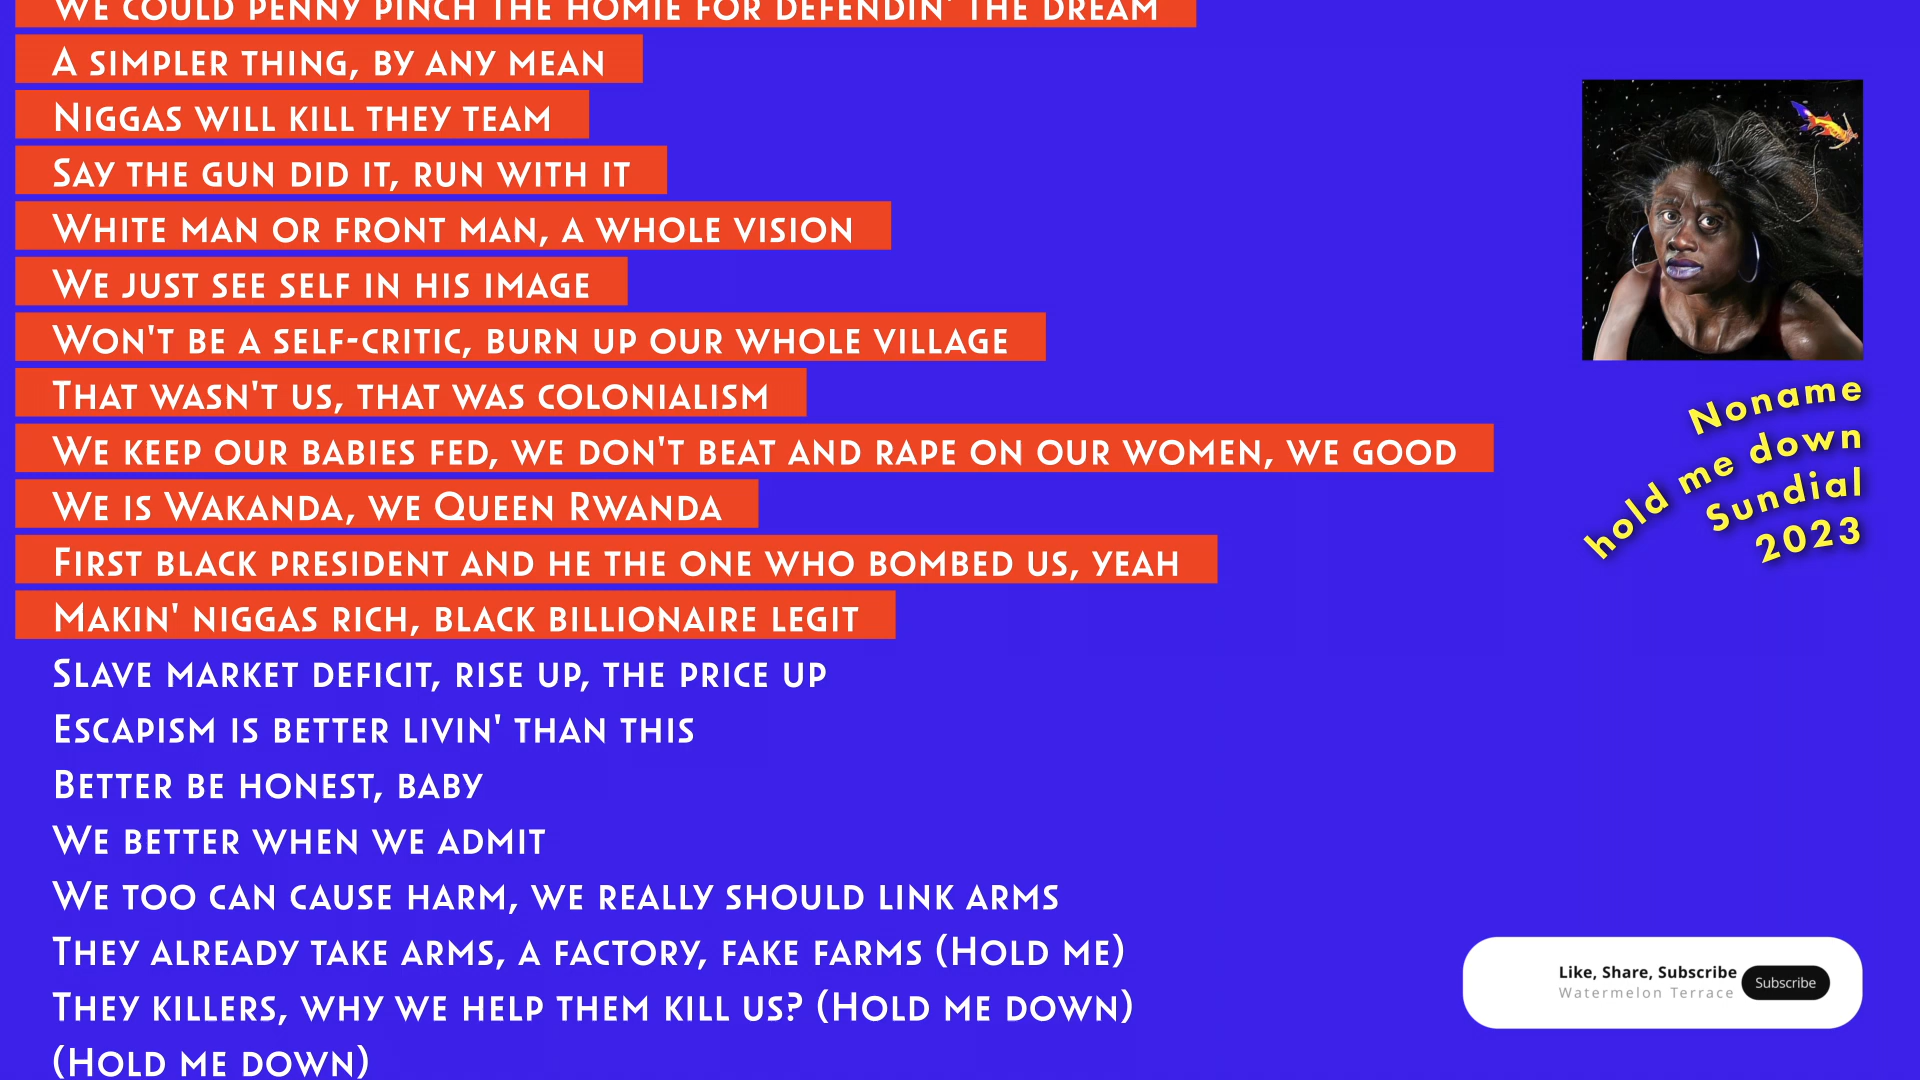 WE COULD PENNY PINCH THE HOMIE FOR DEFENDIN' THE DREAM
A SIMPLER THING, BY ANY MEAN
NIGGAS WILL KILL THEY TEAM
SAY THE GUN DID IT, RUN WITH IT
WHITE MAN OR FRONT MAN, A WHOLE VISION
WE JUST SEE SELF IN HIS IMAGE
WON'T BE A SELF-CRITIC, BURN UP OUR WHOLE VILLAGE
THAT WASN'T US, THAT WAS COLONIALISM
WE KEEP OUR BABIES FED, WE DON'T BEAT AND RAPE ON OUR WOMEN, WE GOOD
WE IS WAKANDA, WE QUEEN RWANDA
FIRST BLACK PRESIDENT AND HE THE ONE WHO BOMBED US, YEAH
MAKIN' NIGGAS RICH, BLACK BILLIONAIRE LEGIT
SLAVE MARKET DEFICIT, RISE UP, THE PRICE UP
ESCAPISM IS BETTER LIVIN' THAN THIS
BETTER BE HONEST, BABY
WE BETTER WHEN WE ADMIT
WE TOO CAN CAUSE HARM, WE REALLY SHOULD LINK ARMS
THEY ALREADY TAKE ARMS, A FACTORY, FAKE FARMS (HOLD ME)
THEY KILLERS, WHY WE HELP THEM KILL US? (HOLD ME DOWN)
(HOLD ME DOWN)
Noname
hold me down
Sundial
2023
Like, Share, Subscribe
Watermelon Terrace
Subscribe